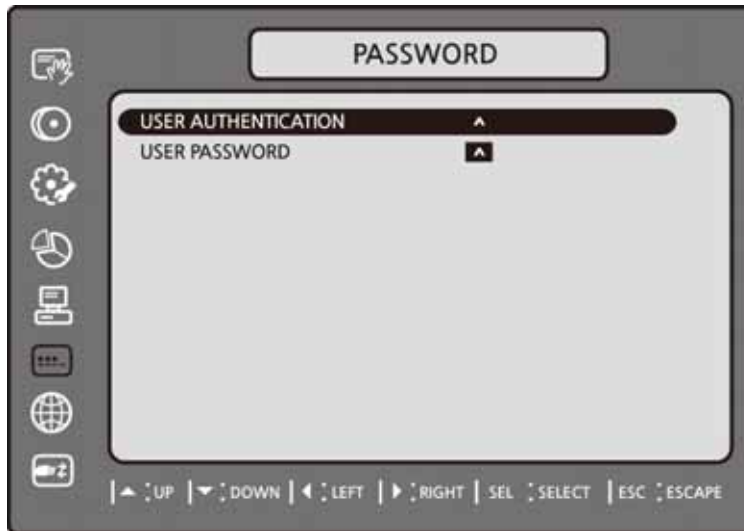 PASSWORD
USER AUTHENTICATION ^
USER PASSWORD ^
|▲ : UP |▼ : DOWN |◀ : LEFT |▶ : RIGHT | SEL : SELECT | ESC : ESCAPE